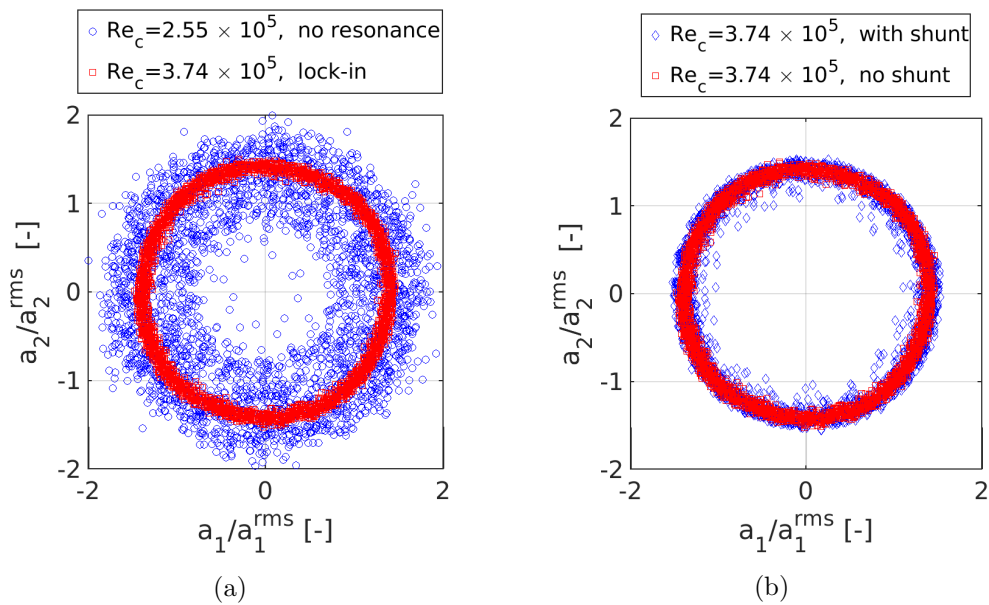 Re_c=2.55 × 10^5, no resonance
Re_c=3.74 × 10^5, lock-in
2
1
0
-1
-2
a_2/a_2^rms [-]
-2 0 2
a_1/a_1^rms [-]
(a)
Re_c=3.74 × 10^5, with shunt
Re_c=3.74 × 10^5, no shunt
2
1
0
-1
-2
a_2/a_2^rms [-]
-2 0 2
a_1/a_1^rms [-]
(b)